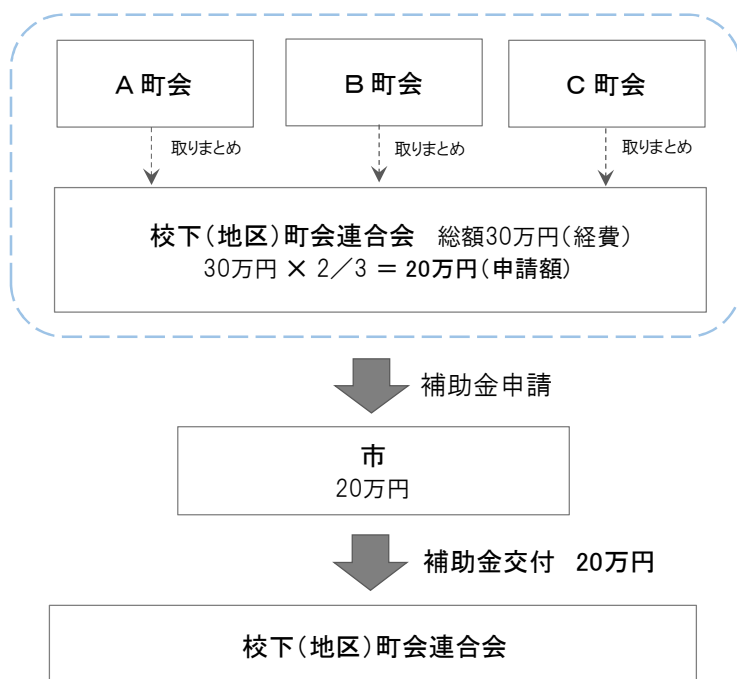 A 町会
B 町会
C 町会
取りまとめ
取りまとめ
取りまとめ
校下(地区)町会連合会 総額30万円(経費)
30万円 × 2／3 = 20万円(申請額)
補助金申請
市
20万円
補助金交付 20万円
校下(地区)町会連合会